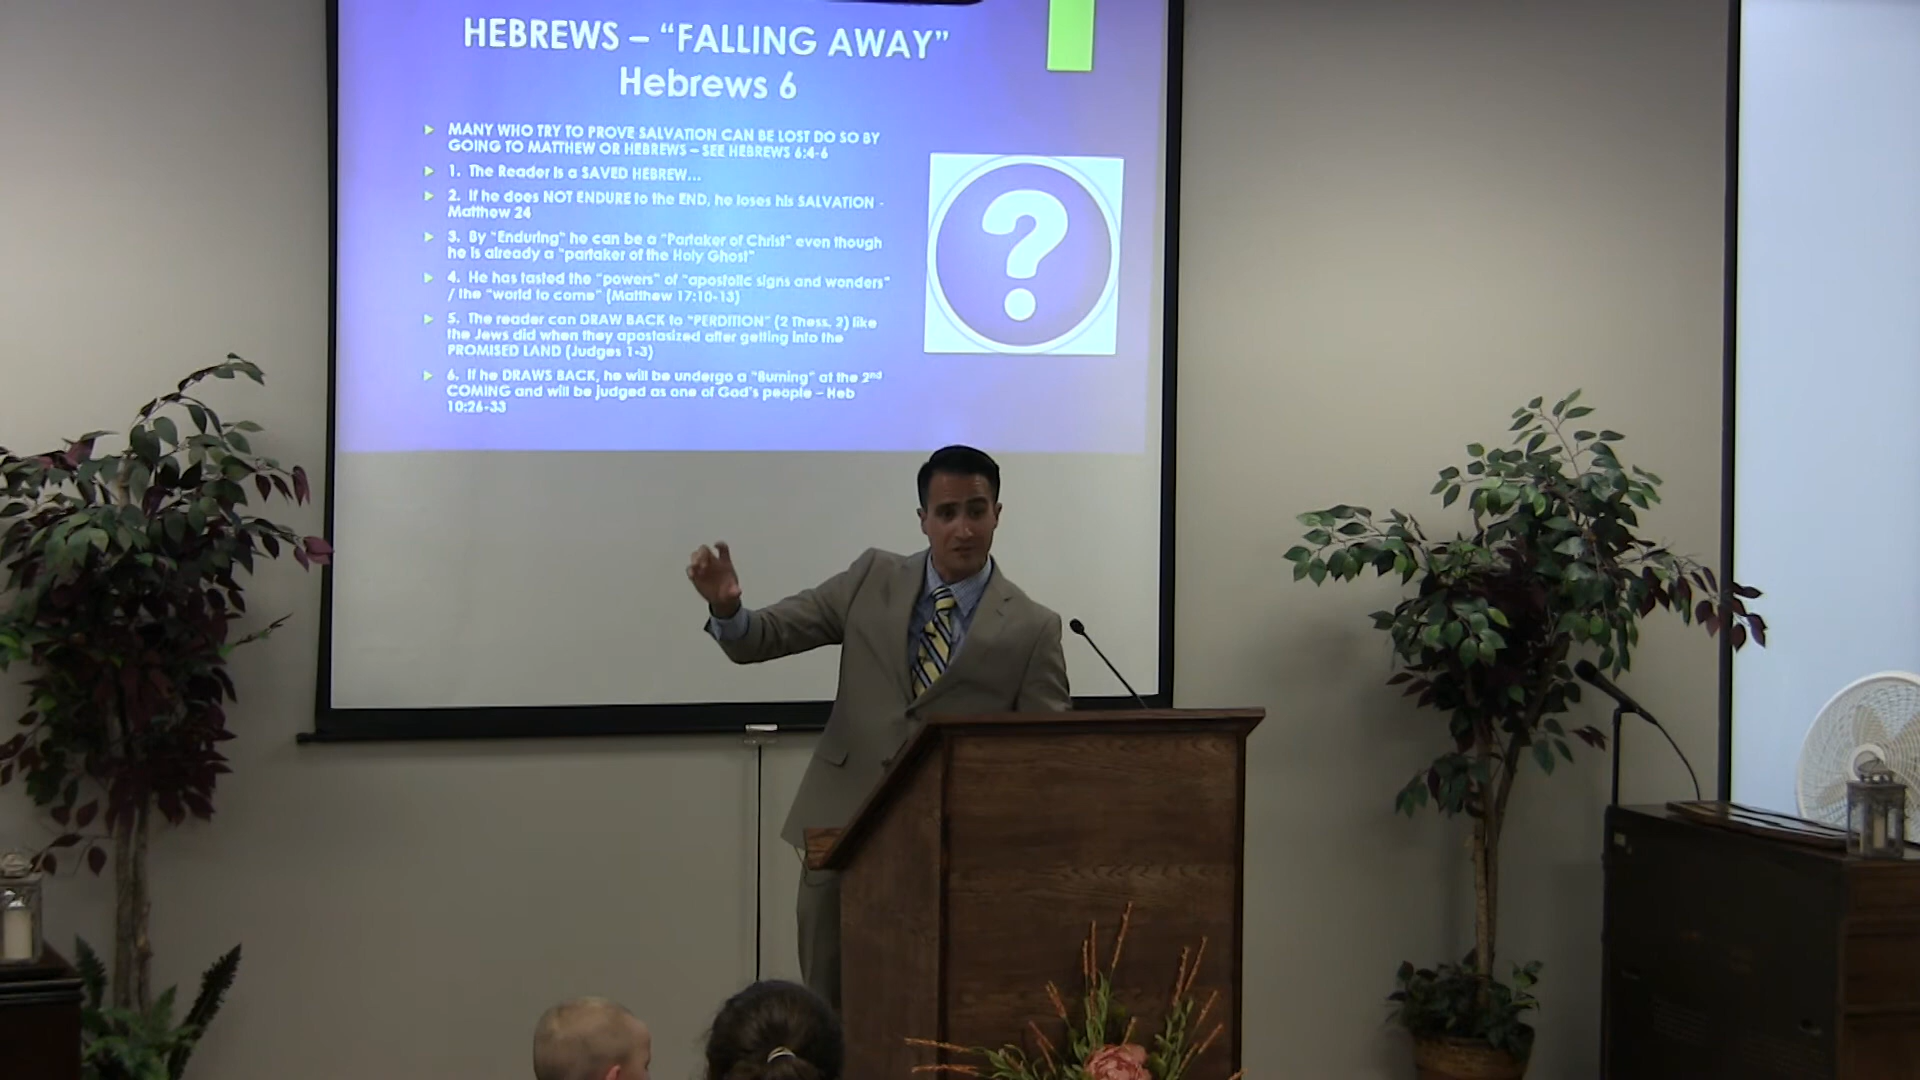 HEBREWS – “FALLING AWAY”
Hebrews 6
MANY WHO TRY TO PROVE SALVATION CAN BE LOST DO SO BY
GOING TO MATTHEW OR HEBREWS – SEE HEBREWS 6:4-6
1. The Reader is a SAVED HEBREW...
2. If he does NOT ENDURE to the END, he loses his SALVATION -
Matthew 24
3. By “Enduring” he can be a “Partaker of Christ” even though
he is already a “partaker of the Holy Ghost”
4. He has tasted the “powers” of “apostolic signs and wonders”
/ the “world to come” (Matthew 17:10-13)
5. The reader can DRAW BACK to “PERDITION” (2 Thess. 2) like
the Jews did when they apostasized after getting into the
PROMISED LAND (Judges 1-3)
6. If he DRAWS BACK, he will be undergo a “Burning” at the 2nd
COMING and will be judged as one of God’s people – Heb
10:26-33
?